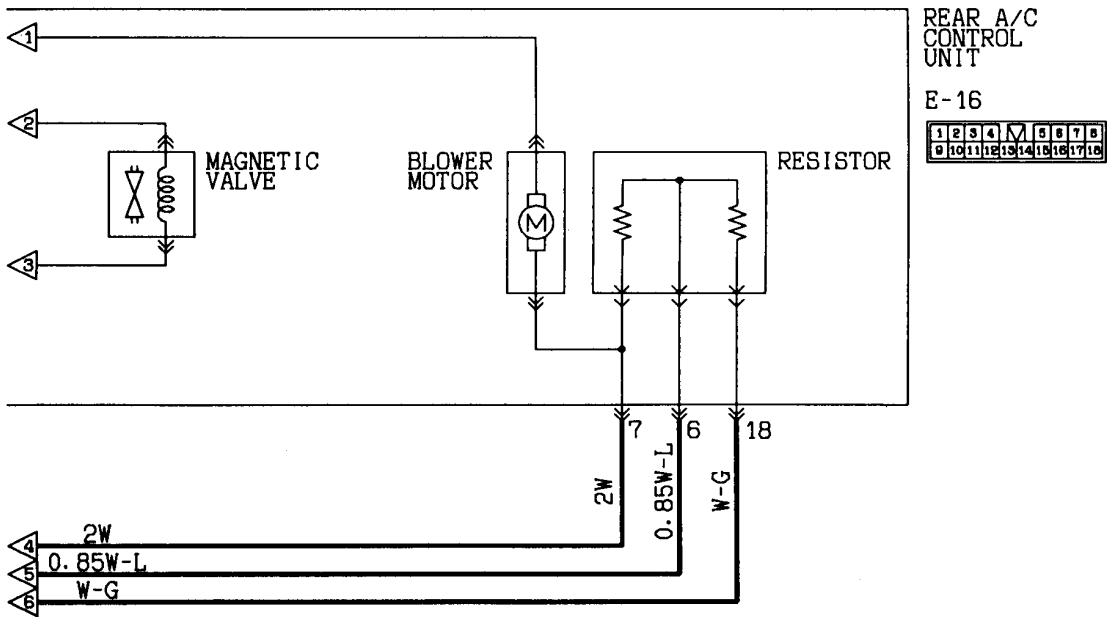 REAR A/C
CONTROL
UNIT
E-16
1 2 3 4 5 6 7 8
9 10 11 12 13 14 15 16 17 18
1
2
3
MAGNETIC
VALVE
BLOWER
MOTOR
M
RESISTOR
7 6 18
2W
0.85W-L
W-G
4 2W
5 0.85W-L
6 W-G